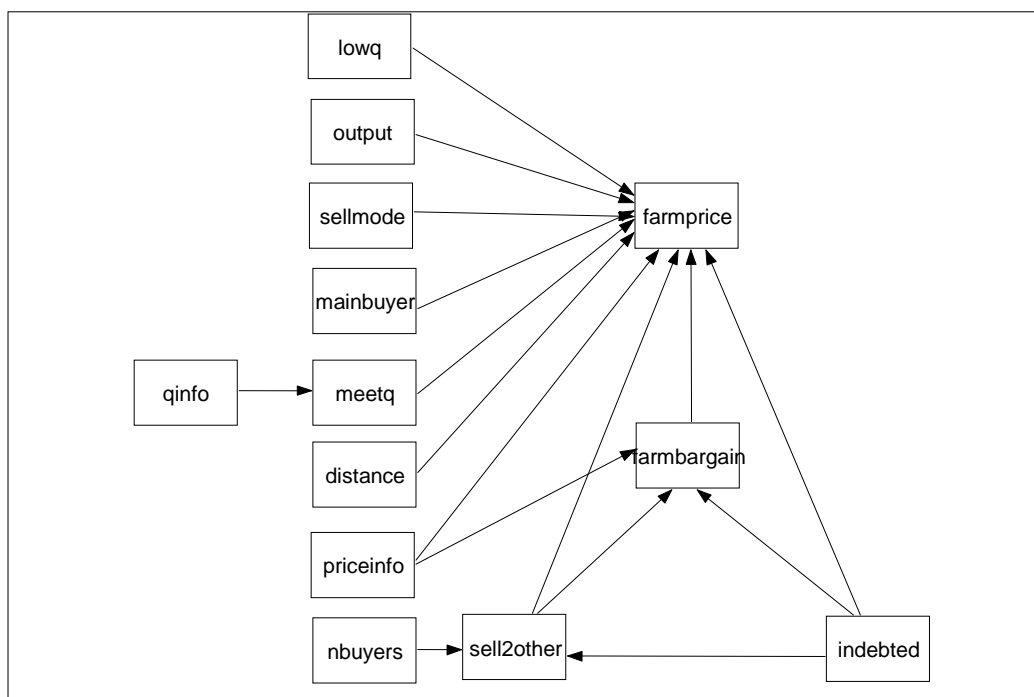 lowq
output
sellmode
farmprice
mainbuyer
qinfo
meetq
distance
farmbargain
priceinfo
nbuyers
sell2other
indebted